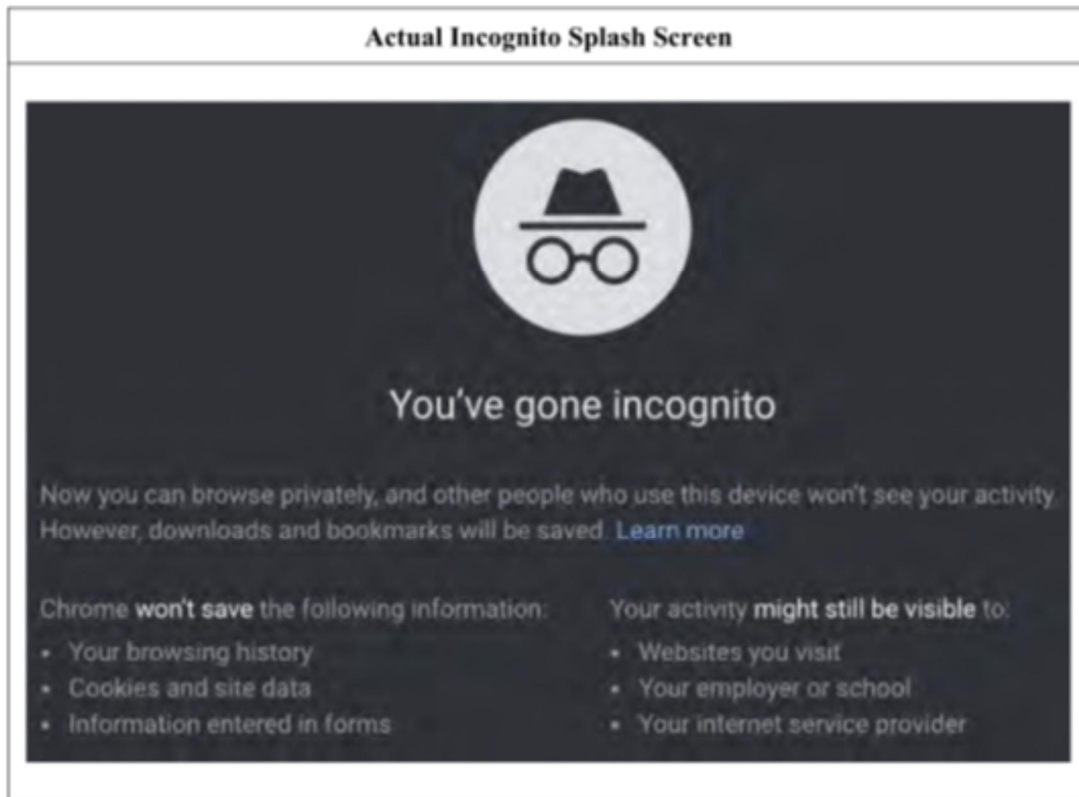 Actual Incognito Splash Screen
You've gone incognito
Now you can browse privately, and other people who use this device won't see your activity.
However, downloads and bookmarks will be saved. Learn more
Chrome won't save the following information:
• Your browsing history
• Cookies and site data
• Information entered in forms
Your activity might still be visible to:
• Websites you visit
• Your employer or school
• Your internet service provider